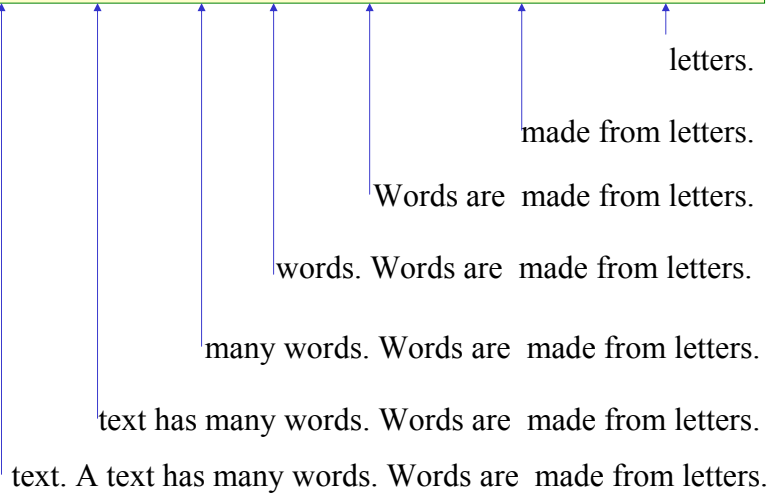 letters.
made from letters.
Words are  made from letters.
words. Words are  made from letters.
many words. Words are  made from letters.
text has many words. Words are  made from letters.
text. A text has many words. Words are  made from letters.